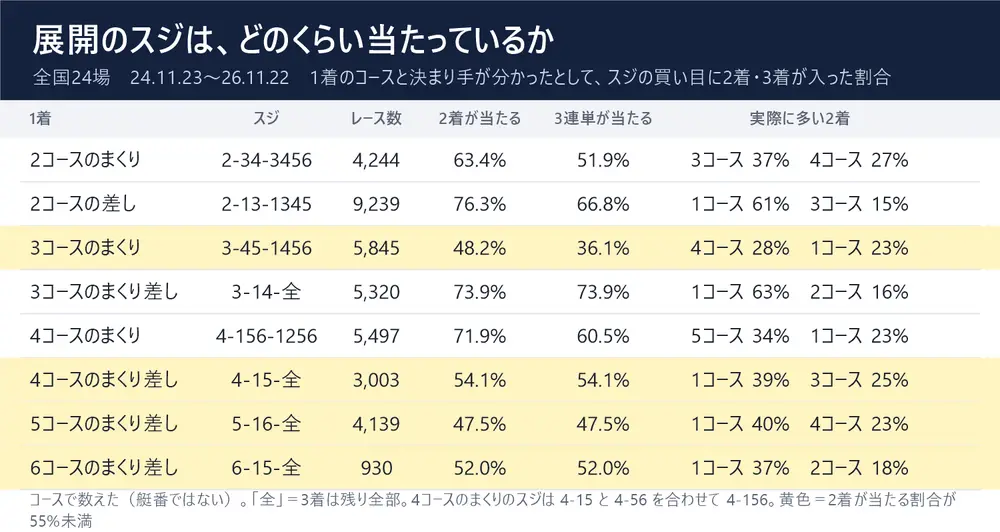 展開のスジは、どのくらい当たっているか
全国24場　24.11.23～26.11.22　1着のコースと決まり手が分かったとして、スジの買い目に2着・3着が入った割合
1着　スジ　レース数　2着が当たる　3連単が当たる　実際に多い2着
2コースのまくり　2-34-3456　4,244　63.4%　51.9%　3コース 37%　4コース 27%
2コースの差し　2-13-1345　9,239　76.3%　66.8%　1コース 61%　3コース 15%
3コースのまくり　3-45-1456　5,845　48.2%　36.1%　4コース 28%　1コース 23%
3コースのまくり差し　3-14-全　5,320　73.9%　73.9%　1コース 63%　2コース 16%
4コースのまくり　4-156-1256　5,497　71.9%　60.5%　5コース 34%　1コース 23%
4コースのまくり差し　4-15-全　3,003　54.1%　54.1%　1コース 39%　3コース 25%
5コースのまくり差し　5-16-全　4,139　47.5%　47.5%　1コース 40%　4コース 23%
6コースのまくり差し　6-15-全　930　52.0%　52.0%　1コース 37%　2コース 18%
コースで数えた（艇番ではない）。「全」＝3着は残り全部。4コースのまくりのスジは 4-15 と 4-56 を合わせて 4-156。黄色＝2着が当たる割合が
55%未満